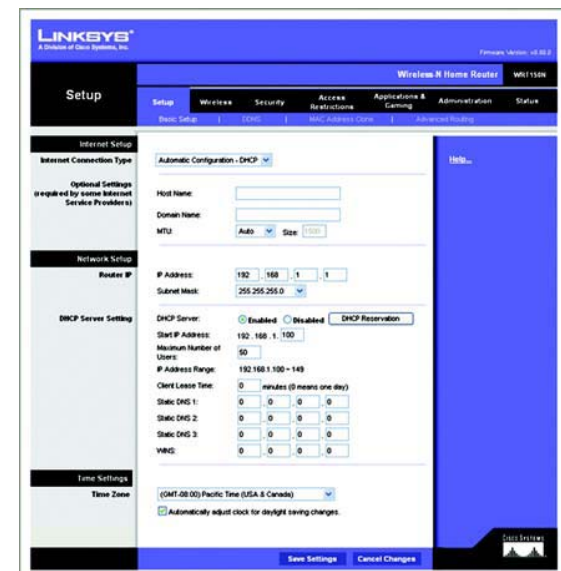 LINKSYS®
A Division of Cisco Systems, Inc.
Firmware Version:
Wireless-N Home Router WRT150N
Setup
Setup Wireless Security Access Restrictions Applications & Gaming Administration Status
Basic Setup | DDNS | MAC Address Clone | Advanced Routing
Internet Setup
Internet Connection Type Automatic Configuration - DHCP
Help...
Optional Settings
(required by some Internet
Service Providers)
Host Name:
Domain Name:
MTU: Auto Size: 1500
Network Setup
Router IP
IP Address: 192 . 168 . 1 . 1
Subnet Mask: 255.255.255.0
DHCP Server Setting
DHCP Server: Enabled Disabled DHCP Reservation
Start IP Address: 192 . 168 . 1. 100
Maximum Number of
Users: 50
IP Address Range: 192.168.1.100 ~ 149
Client Lease Time: 0 minutes (0 means one day)
Static DNS 1: 0 . 0 . 0 . 0
Static DNS 2: 0 . 0 . 0 . 0
Static DNS 3: 0 . 0 . 0 . 0
WINS: 0 . 0 . 0 . 0
Time Settings
Time Zone
(GMT-08:00) Pacific Time (USA & Canada)
Automatically adjust clock for daylight saving changes.
Save Settings Cancel Changes
Cisco Systems